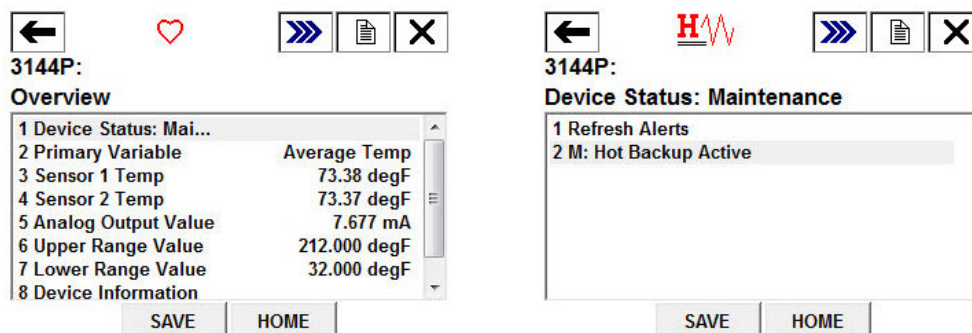 3144P:
Overview
1 Device Status: Mai...
2 Primary Variable Average Temp
3 Sensor 1 Temp 73.38 degF
4 Sensor 2 Temp 73.37 degF
5 Analog Output Value 7.677 mA
6 Upper Range Value 212.000 degF
7 Lower Range Value 32.000 degF
8 Device Information
SAVE HOME
H
3144P:
Device Status: Maintenance
1 Refresh Alerts
2 M: Hot Backup Active
SAVE HOME